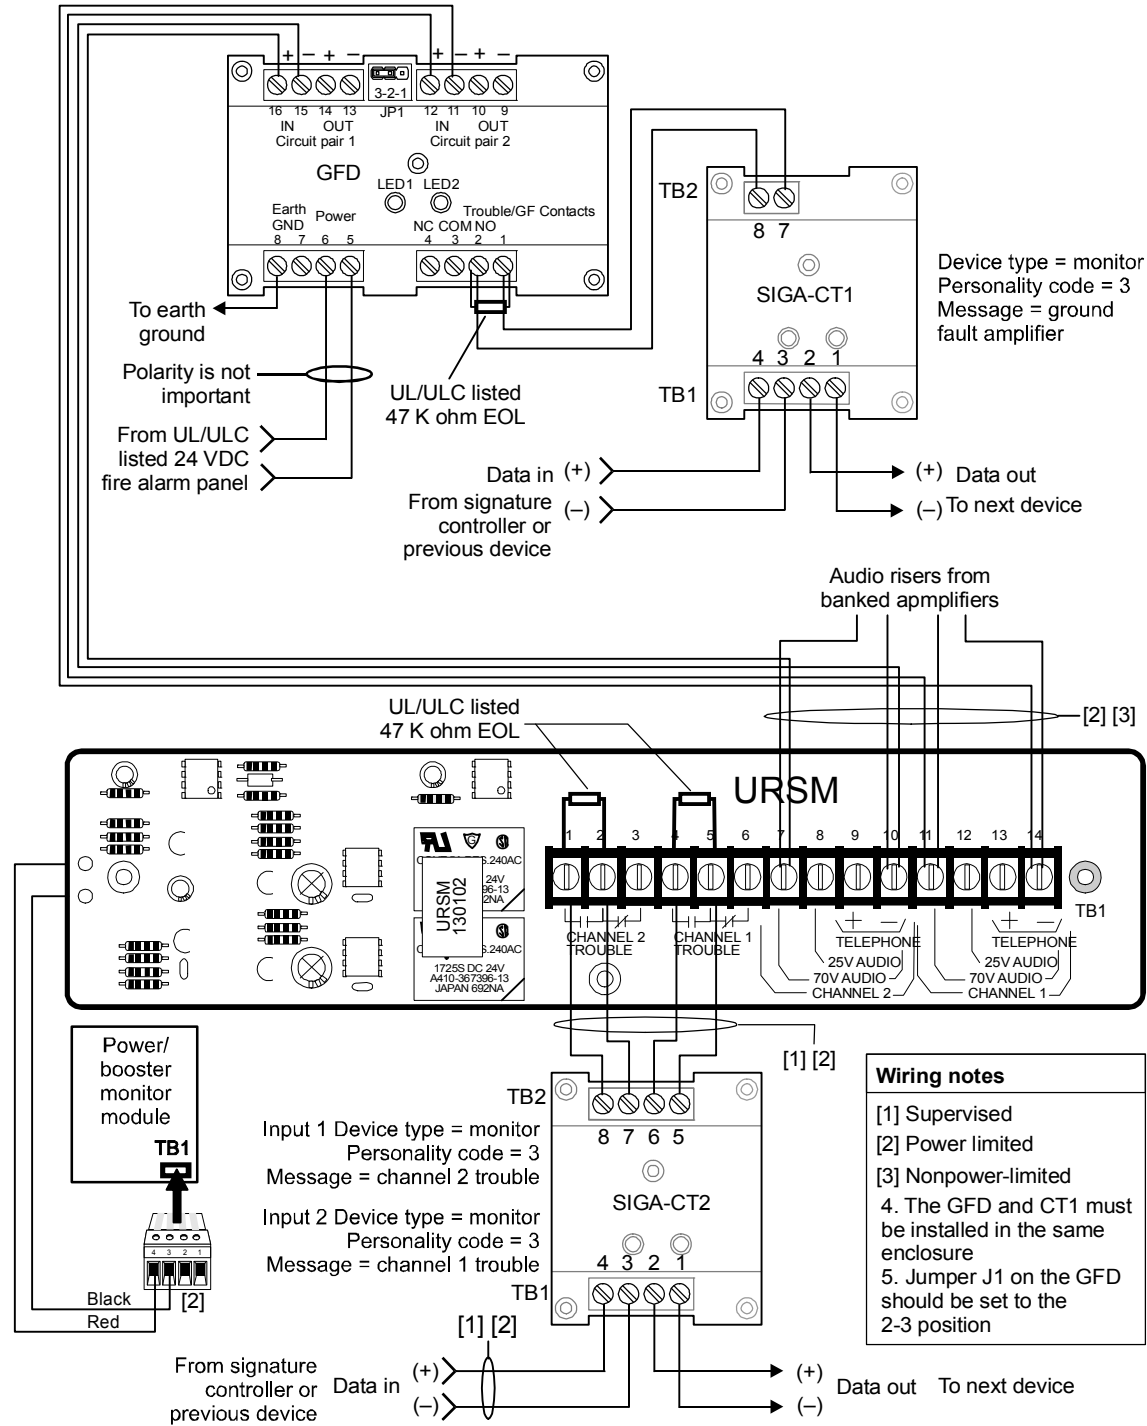 + – + –
+ – + –
3-2-1
16 15 14 13 JP1 12 11 10 9
IN OUT IN OUT
Circuit pair 1 Circuit pair 2
GFD
LED1 LED2
Earth GND Power Trouble/GF Contacts
NC COM NO
8 7 6 5 4 3 2 1
To earth
ground
Polarity is not
important
From UL/ULC
listed 24 VDC
fire alarm panel
UL/ULC listed
47 K ohm EOL
TB2
8 7
SIGA-CT1
4 3 2 1
TB1
Device type = monitor
Personality code = 3
Message = ground
fault amplifier
Data in (+)
From signature
controller or
previous device
(–)
(+) Data out
(–) To next device
Audio risers from
banked apmplifiers
[2] [3]
UL/ULC listed
47 K ohm EOL
URSM
1 2 3 4 5 6 7 8 9 10 11 12 13 14
TB1
S.240AC
24V
96-13
2NA
URSM
130102
S.240AC
1725S DC 24V
A410-367396-13
JAPAN 692NA
CHANNEL 2
TROUBLE
CHANNEL 1
TROUBLE
+ –
TELEPHONE
25V AUDIO
70V AUDIO
CHANNEL 2
+ –
TELEPHONE
25V AUDIO
70V AUDIO
CHANNEL 1
[1] [2]
Power/
booster
monitor
module
TB1
4 3 2 1
Black
Red
[2]
TB2
8 7 6 5
Input 1 Device type = monitor
Personality code = 3
Message = channel 2 trouble
SIGA-CT2
Input 2 Device type = monitor
Personality code = 3
Message = channel 1 trouble
4 3 2 1
TB1
[1] [2]
From signature
controller or
previous device
Data in (+)
(–)
(+)
(–)
Data out To next device
Wiring notes
[1] Supervised
[2] Power limited
[3] Nonpower-limited
4. The GFD and CT1 must
be installed in the same
enclosure
5. Jumper J1 on the GFD
should be set to the
2-3 position